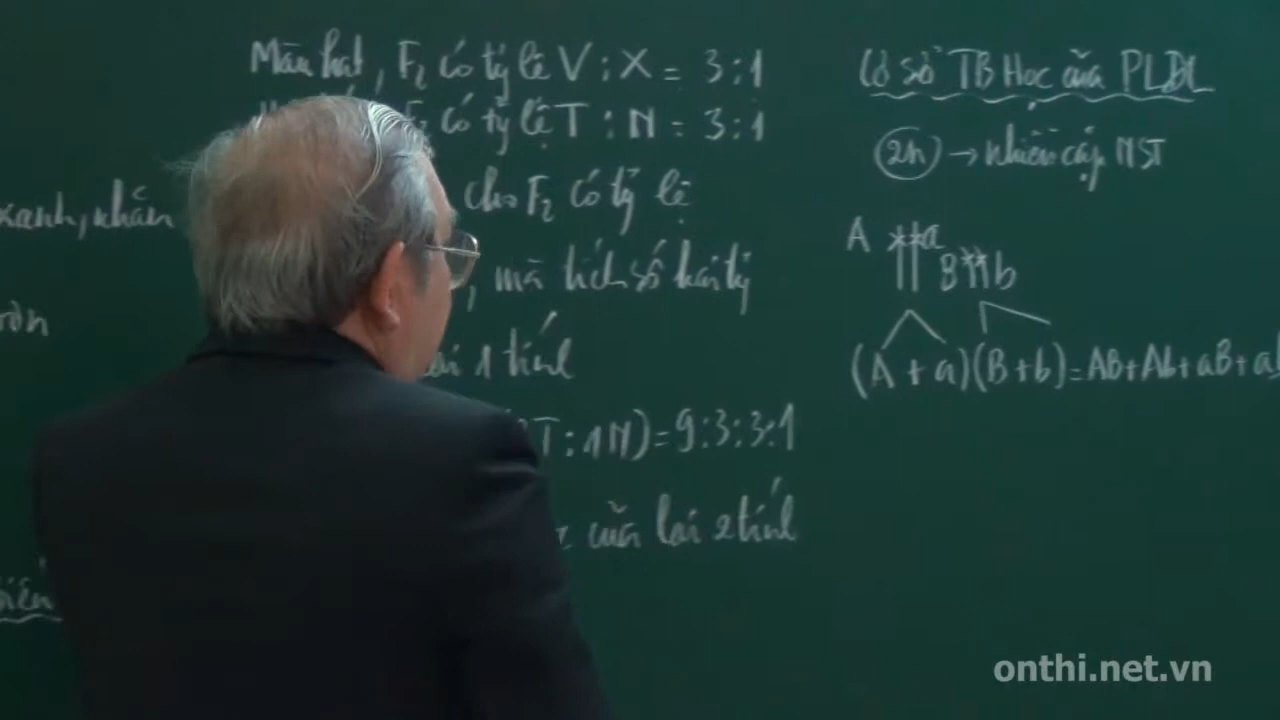 Màu hạt, F2 có tỷ lệ V : X = 3 : 1
F2 có tỷ lệ T : N = 3 : 1
xanh, nhăn
cho F2 có tỷ lệ
, mà tích số hai tỷ
lai 1 tính
T : 1N) = 9 : 3 : 3 : 1
của lai 2 tính
Cơ sở TB Học của PLĐL
2n → nhiều cặp NST
A a
B b
(A + a)(B + b) = AB + Ab + aB + a
onthi.net.vn